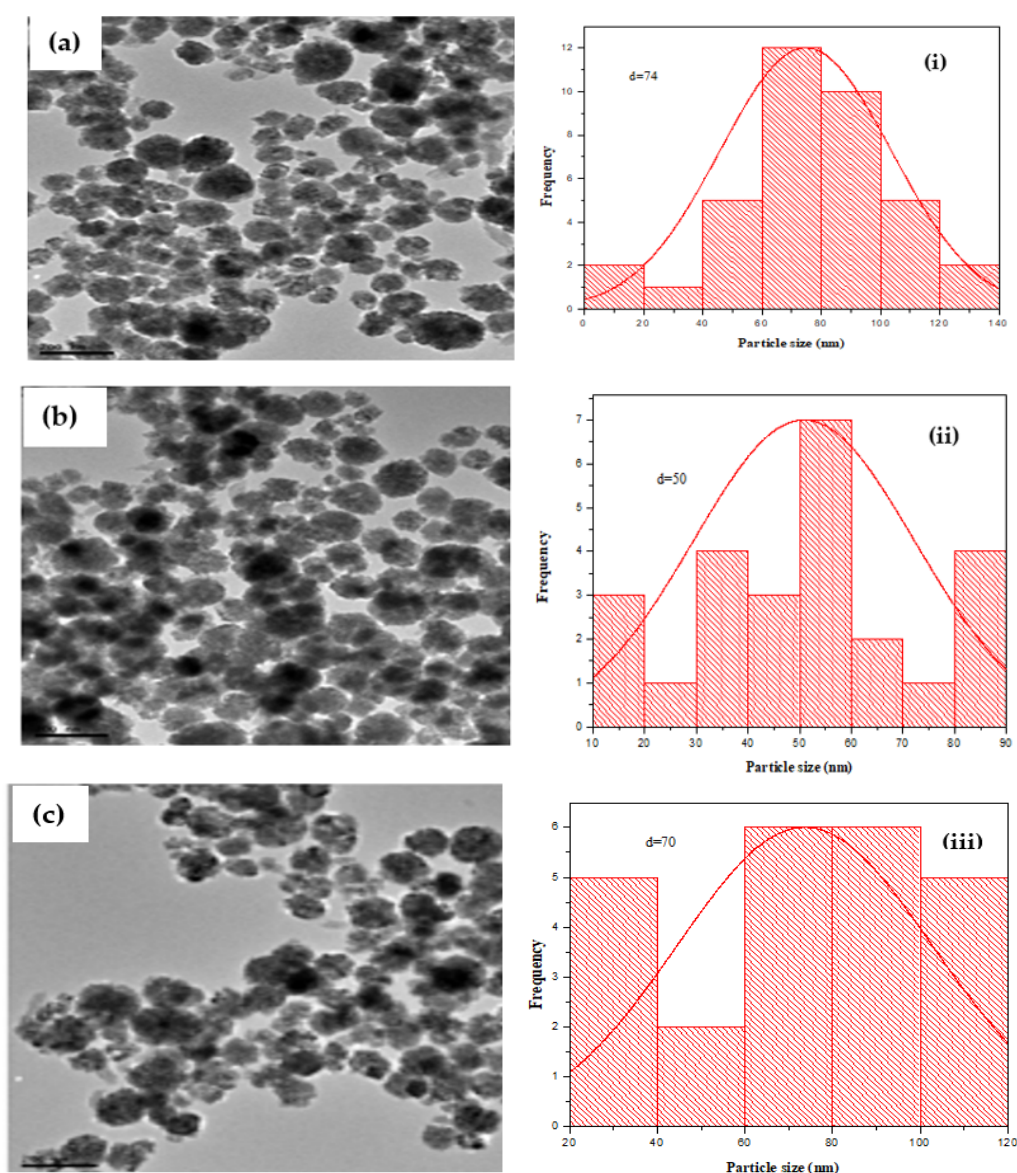 (a)
(i)
d=74
Frequency
12
10
8
6
4
2
0
0 20 40 60 80 100 120 140
Particle size (nm)
(b)
(ii)
d=50
Frequency
7
6
5
4
3
2
1
0
10 20 30 40 50 60 70 80 90
Particle size (nm)
(c)
(iii)
d=70
Frequency
6
5
4
3
2
1
0
20 40 60 80 100 120
Particle size (nm)